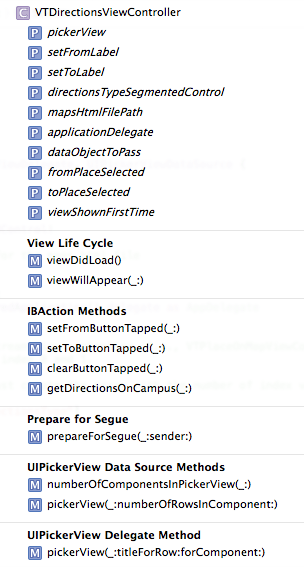 C VTDirectionsViewController
P pickerView
P setFromLabel
P setToLabel
P directionsTypeSegmentedControl
P mapsHtmlFilePath
P applicationDelegate
P dataObjectToPass
P fromPlaceSelected
P toPlaceSelected
P viewShownFirstTime
View Life Cycle
M viewDidLoad()
M viewWillAppear(_:)
IBAction Methods
M setFromButtonTapped(_:)
M setToButtonTapped(_:)
M clearButtonTapped(_:)
M getDirectionsOnCampus(_:)
Prepare for Segue
M prepareForSegue(_:sender:)
UIPickerView Data Source Methods
M numberOfComponentsInPickerView(_:)
M pickerView(_:numberOfRowsInComponent:)
UIPickerView Delegate Method
M pickerView(_:titleForRow:forComponent:)